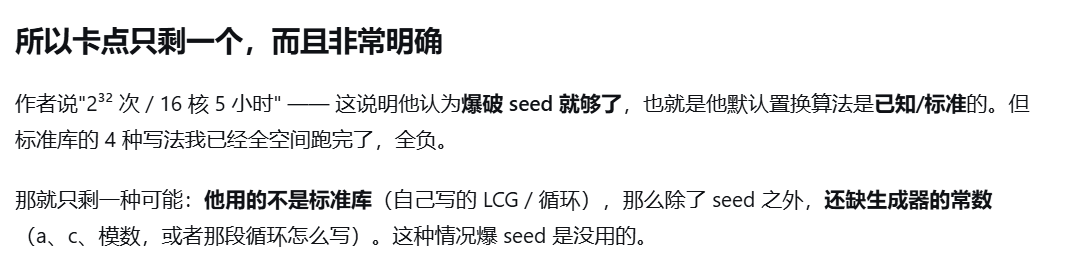 所以卡点只剩一个，而且非常明确
作者说"2³² 次 / 16 核 5 小时" —— 这说明他认为爆破 seed 就够了，也就是他默认置换算法是已知/标准的。但
标准库的 4 种写法我已经全空间跑完了，全负。
那就只剩一种可能：他用的不是标准库（自己写的 LCG / 循环），那么除了 seed 之外，还缺生成器的常数
（a、c、模数，或者那段循环怎么写）。这种情况爆 seed 是没用的。